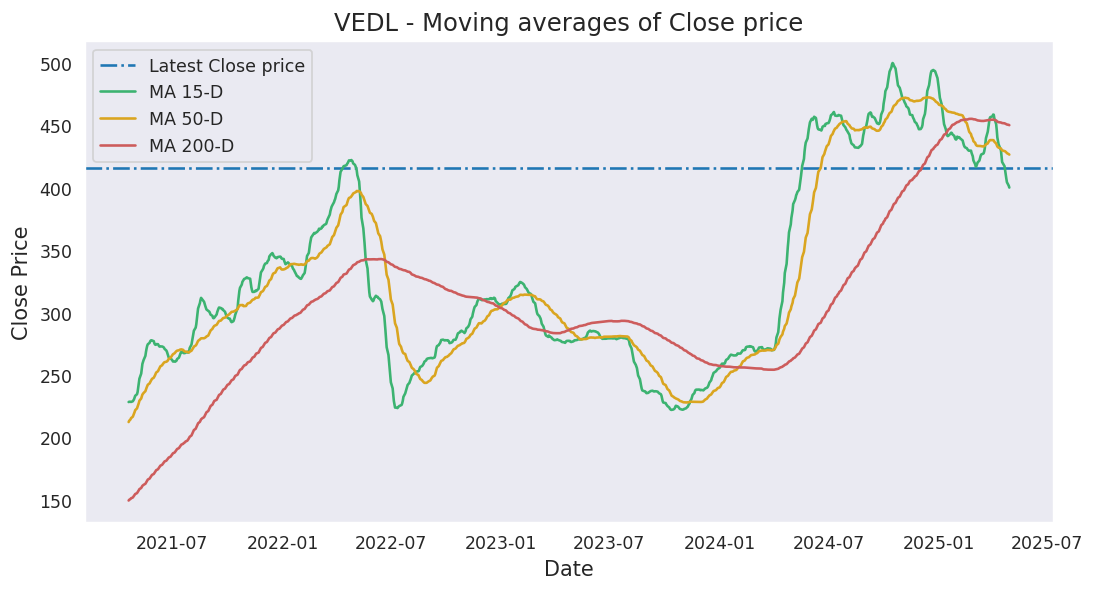 VEDL - Moving averages of Close price
Latest Close price
MA 15-D
MA 50-D
MA 200-D
500
450
400
350
300
250
200
150
Close Price
2021-07 2022-01 2022-07 2023-01 2023-07 2024-01 2024-07 2025-01 2025-07
Date